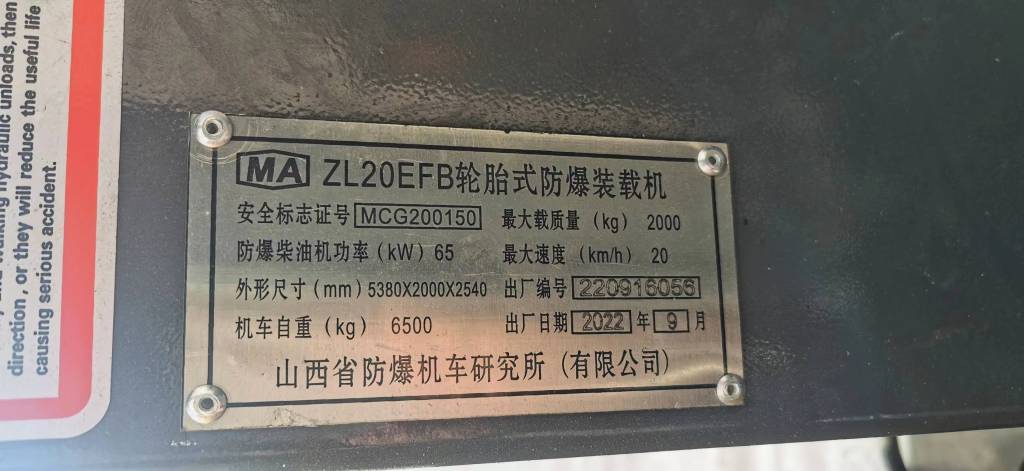 hydraulic unloads, then
direction, or they will reduce the useful life
causing serious accident.
MA ZL20EFB轮胎式防爆装载机
安全标志证号 MCG200150 最大载质量 (kg) 2000
防爆柴油机功率 (kW) 65 最大速度 (km/h) 20
外形尺寸 (mm) 5380X2000X2540 出厂编号 220916056
机车自重 (kg) 6500 出厂日期 2022 年 9 月
山西省防爆机车研究所 (有限公司)